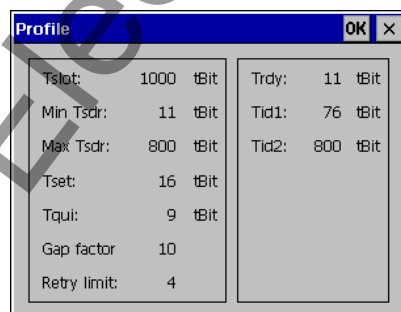 Profile OK ×
Tslot: 1000 tBit
Min Tsdr: 11 tBit
Max Tsdr: 800 tBit
Tset: 16 tBit
Tqui: 9 tBit
Gap factor 10
Retry limit: 4
Trdy: 11 tBit
Tid1: 76 tBit
Tid2: 800 tBit